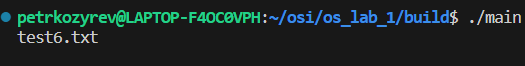 petrkozyrev@LAPTOP-F4OC0VPH:~/osi/os_lab_1/build$ ./main
test6.txt